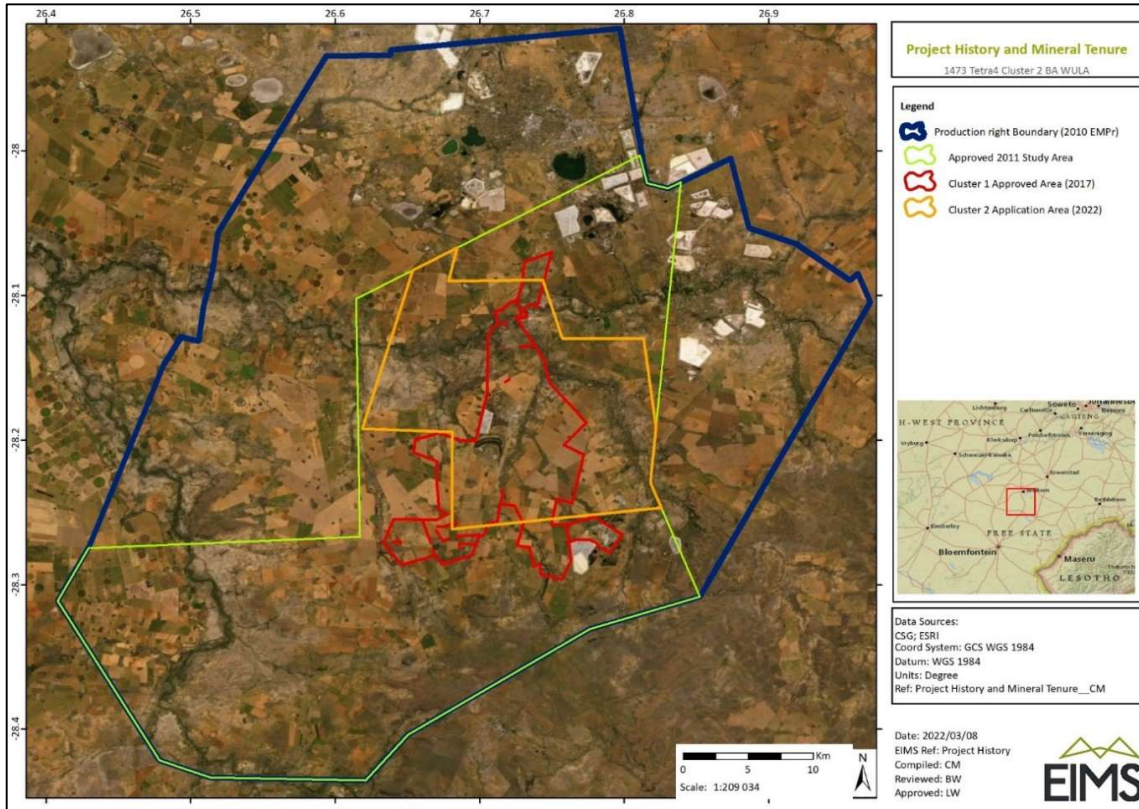 26.4 26.5 26.6 26.7 26.8 26.9
-28
-28.1
-28.2
-28.3
-28.4
Project History and Mineral Tenure
1473 Tetra4 Cluster 2 BA WULA
Legend
Production right Boundary (2010 EMPr)
Approved 2011 Study Area
Cluster 1 Approved Area (2017)
Cluster 2 Application Area (2022)
Lichtenburg
Soweto
GAUTENG
H-WEST PROVINCE
Klerksdorp
Vereeniging
Vryburg
Welkom
Bethlehem
Kimberley
FREE STATE
Bloemfontein
Maseru
LESOTHO
Data Sources:
CSG; ESRI
Coord System: GCS WGS 1984
Datum: WGS 1984
Units: Degree
Ref: Project History and Mineral Tenure__CM
Km
0 5 10
Scale: 1:209 034
N
Date: 2022/03/08
EIMS Ref: Project History
Compiled: CM
Reviewed: BW
Approved: LW
EIMS